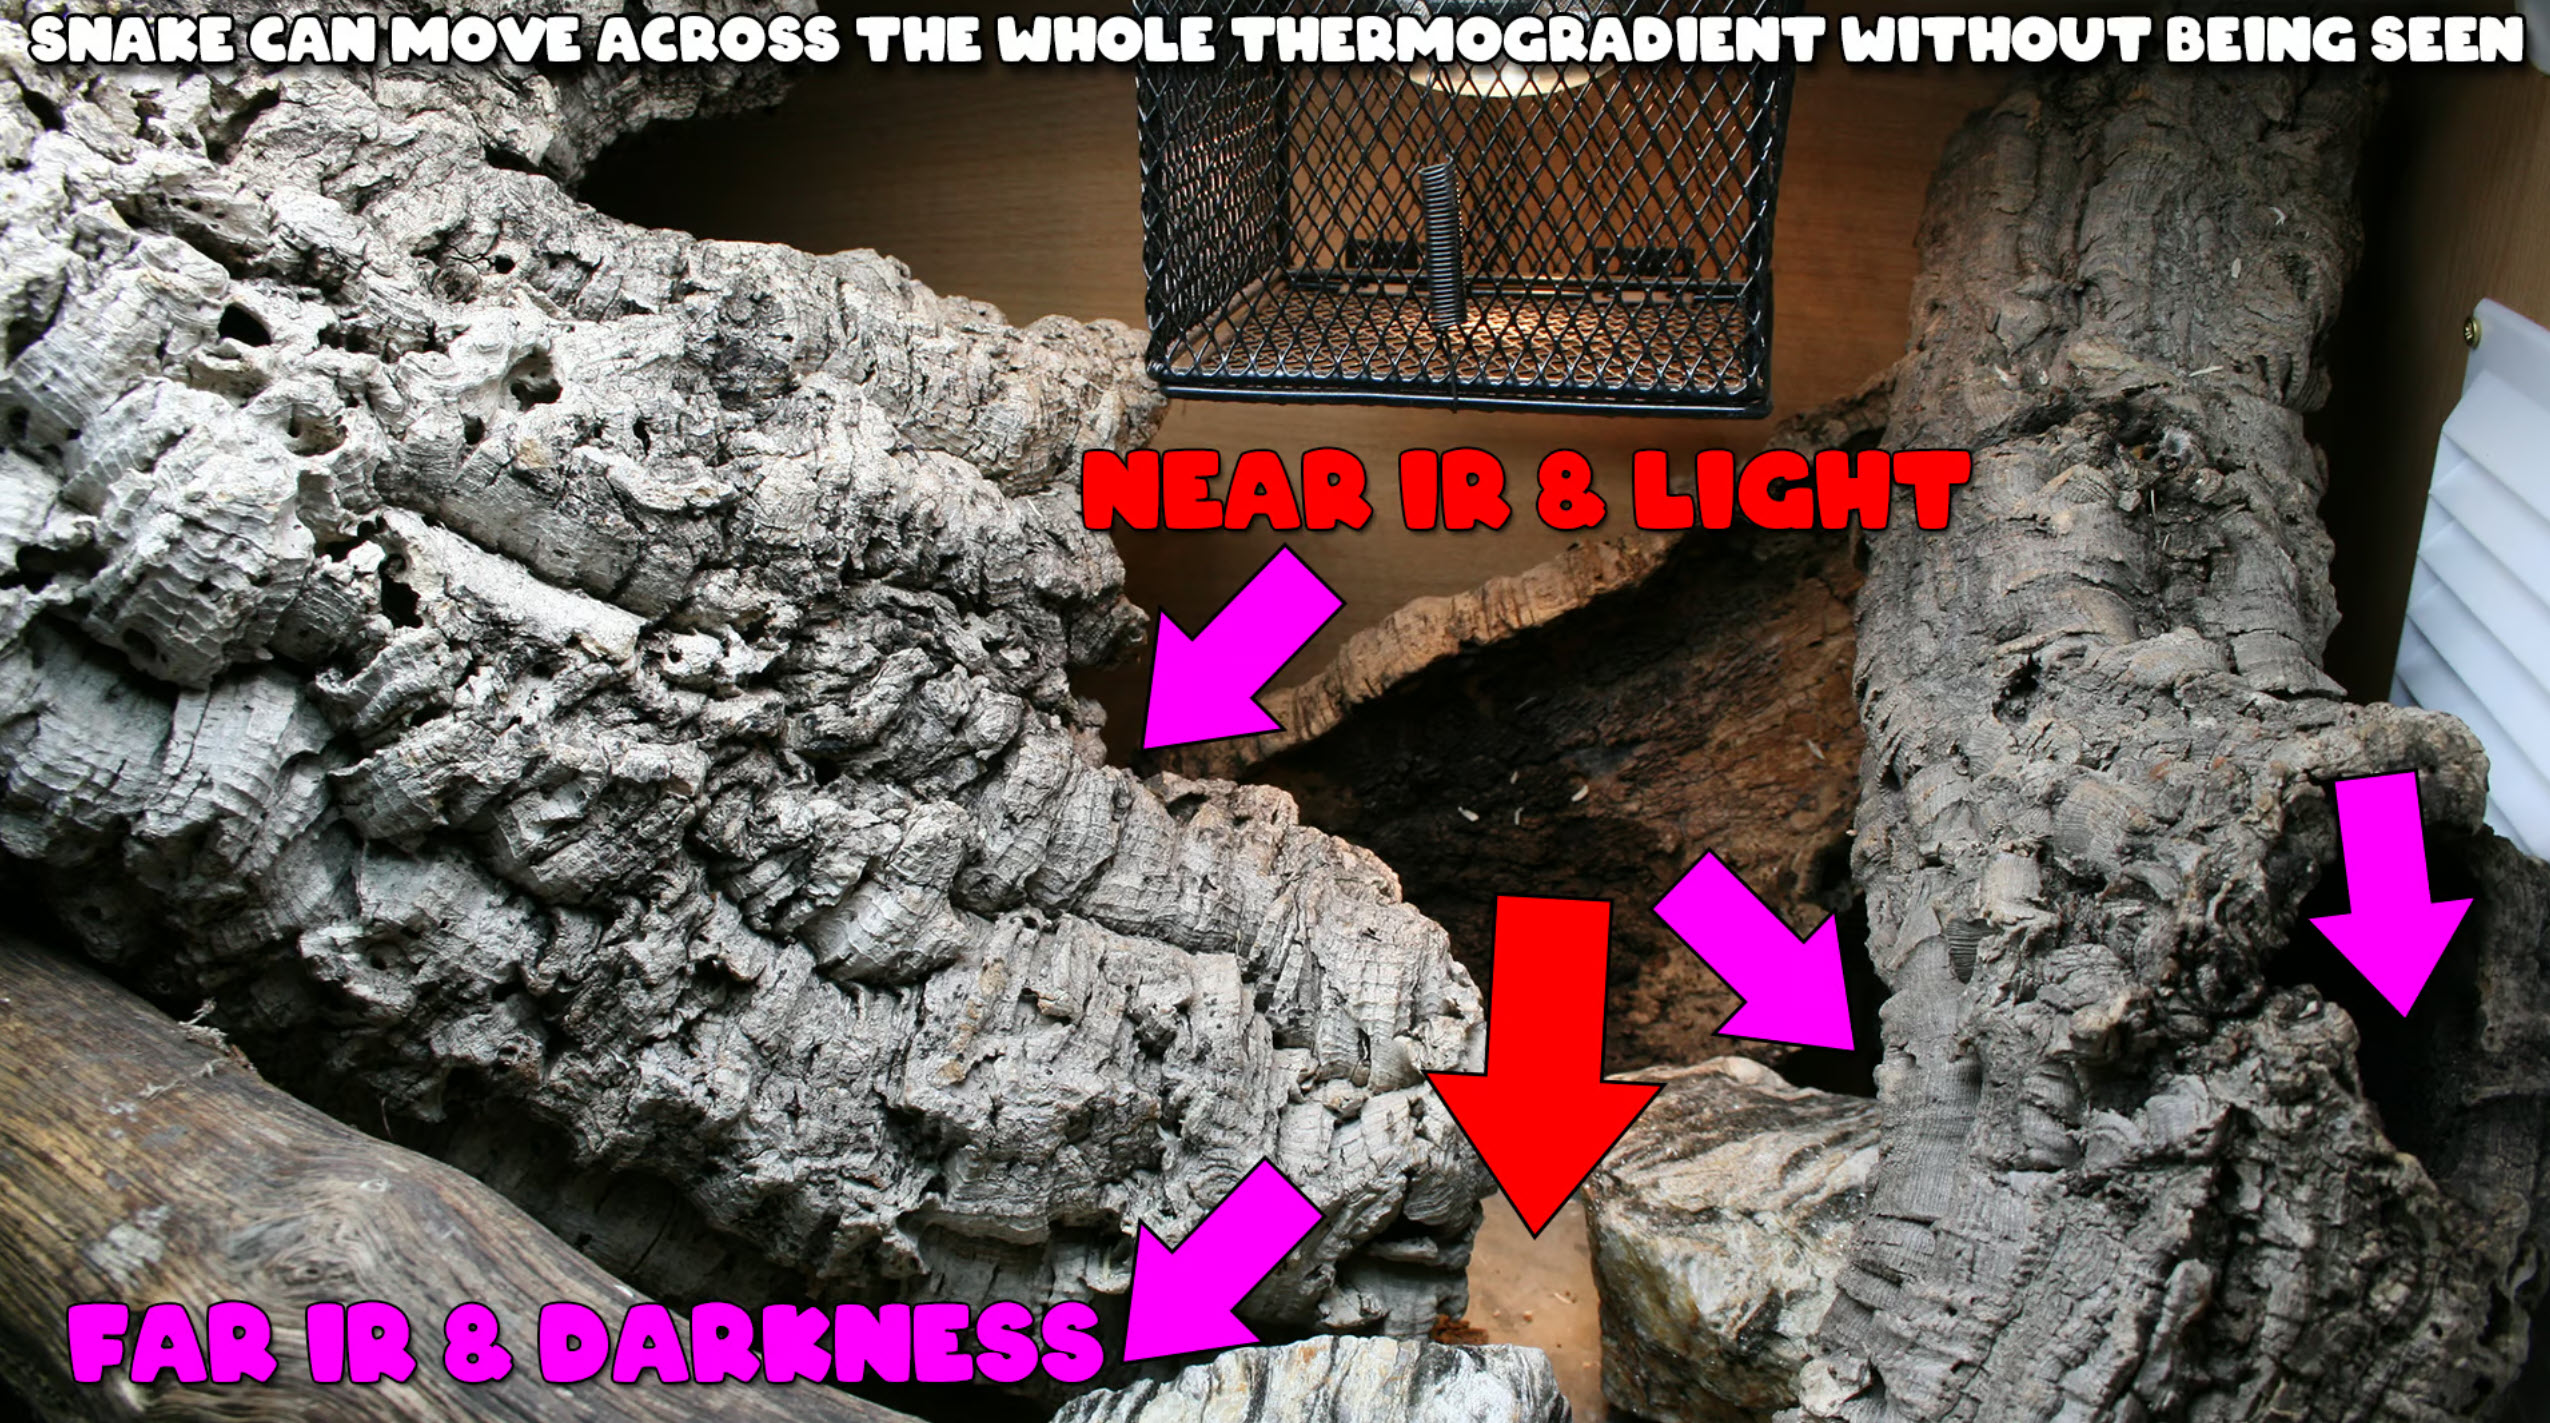 SNAKE CAN MOVE ACROSS THE WHOLE THERMOGRADIENT WITHOUT BEING SEEN
NEAR IR & LIGHT
FAR IR & DARKNESS